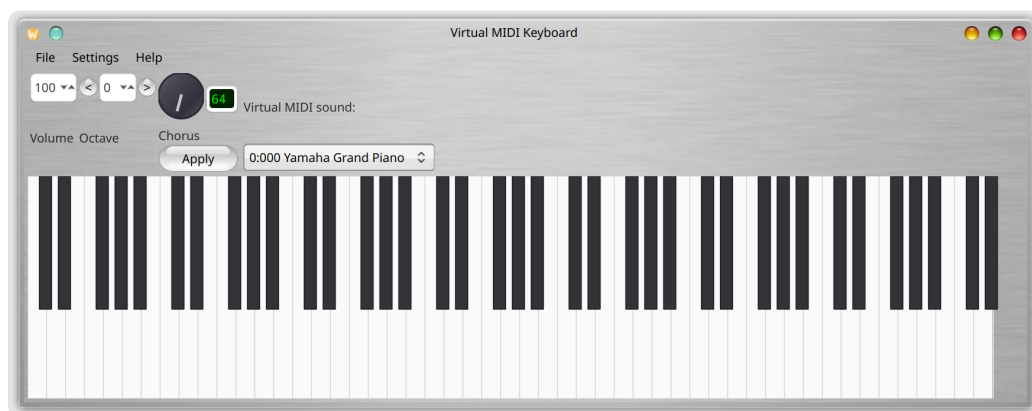 W
Virtual MIDI Keyboard
File Settings Help
100 < 0 >
64
Virtual MIDI sound:
Volume Octave
Chorus
Apply
0:000 Yamaha Grand Piano